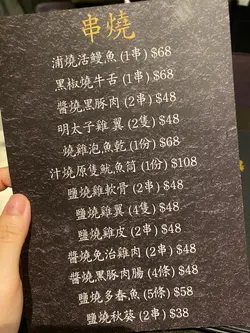 串燒
浦燒活鰻魚 (1串) $68
黑椒燒牛舌 (1串) $68
醬燒黑豚肉 (2串) $48
明太子雞翼 (2隻) $48
燒雞泡魚乾 (1份) $68
汁燒原隻魷魚筒 (1份) $108
鹽燒雞軟骨 (2串) $48
鹽燒雞翼 (4隻) $48
鹽燒雞皮 (2串) $48
醬燒免治雞肉 (2串) $48
鹽燒黑豚肉腸 (4條) $48
鹽燒多春魚 (5條) $58
鹽燒秋葵 (2串) $38